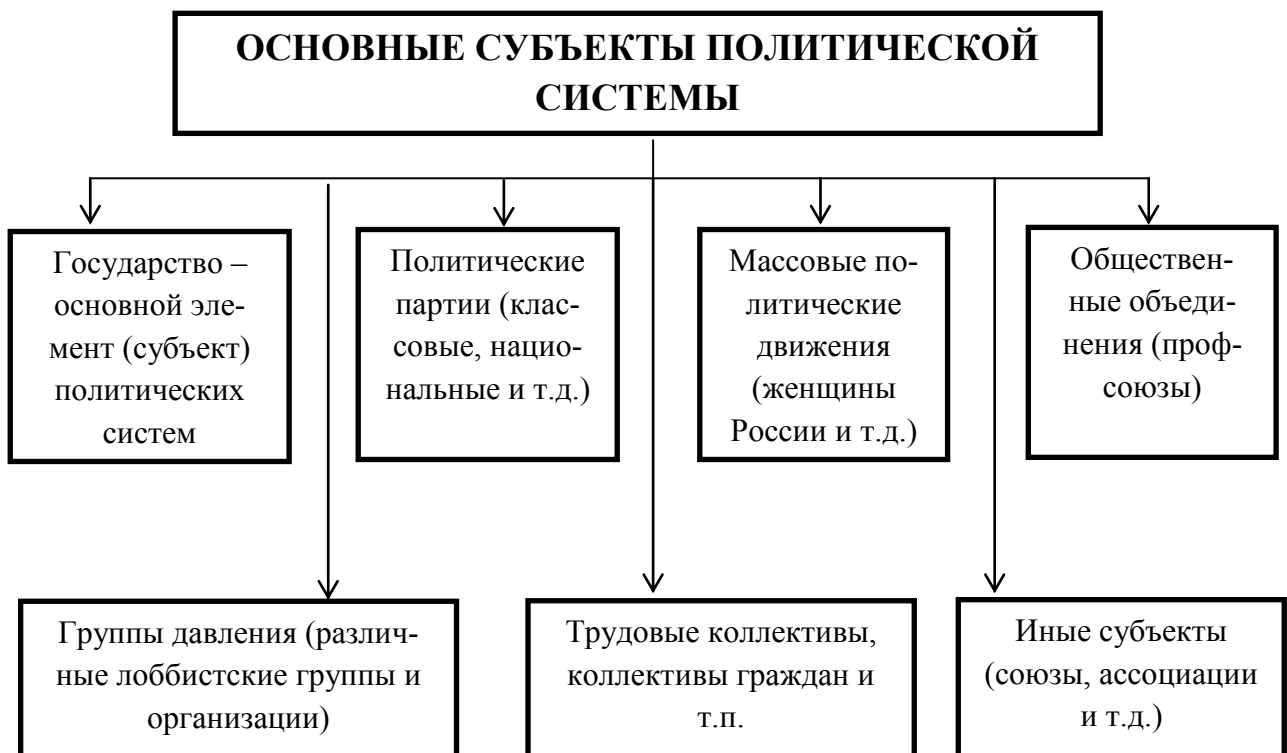 ОСНОВНЫЕ СУБЪЕКТЫ ПОЛИТИЧЕСКОЙ
СИСТЕМЫ
Государство –
основной эле-
мент (субъект)
политических
систем
Политические
партии (клас-
совые, нацио-
нальные и т.д.)
Массовые по-
литические
движения
(женщины
России и т.д.)
Обществен-
ные объеди-
нения (проф-
союзы)
Группы давления (различ-
ные лоббистские группы и
организации)
Трудовые коллективы,
коллективы граждан и
т.п.
Иные субъекты
(союзы, ассоциации
и т.д.)